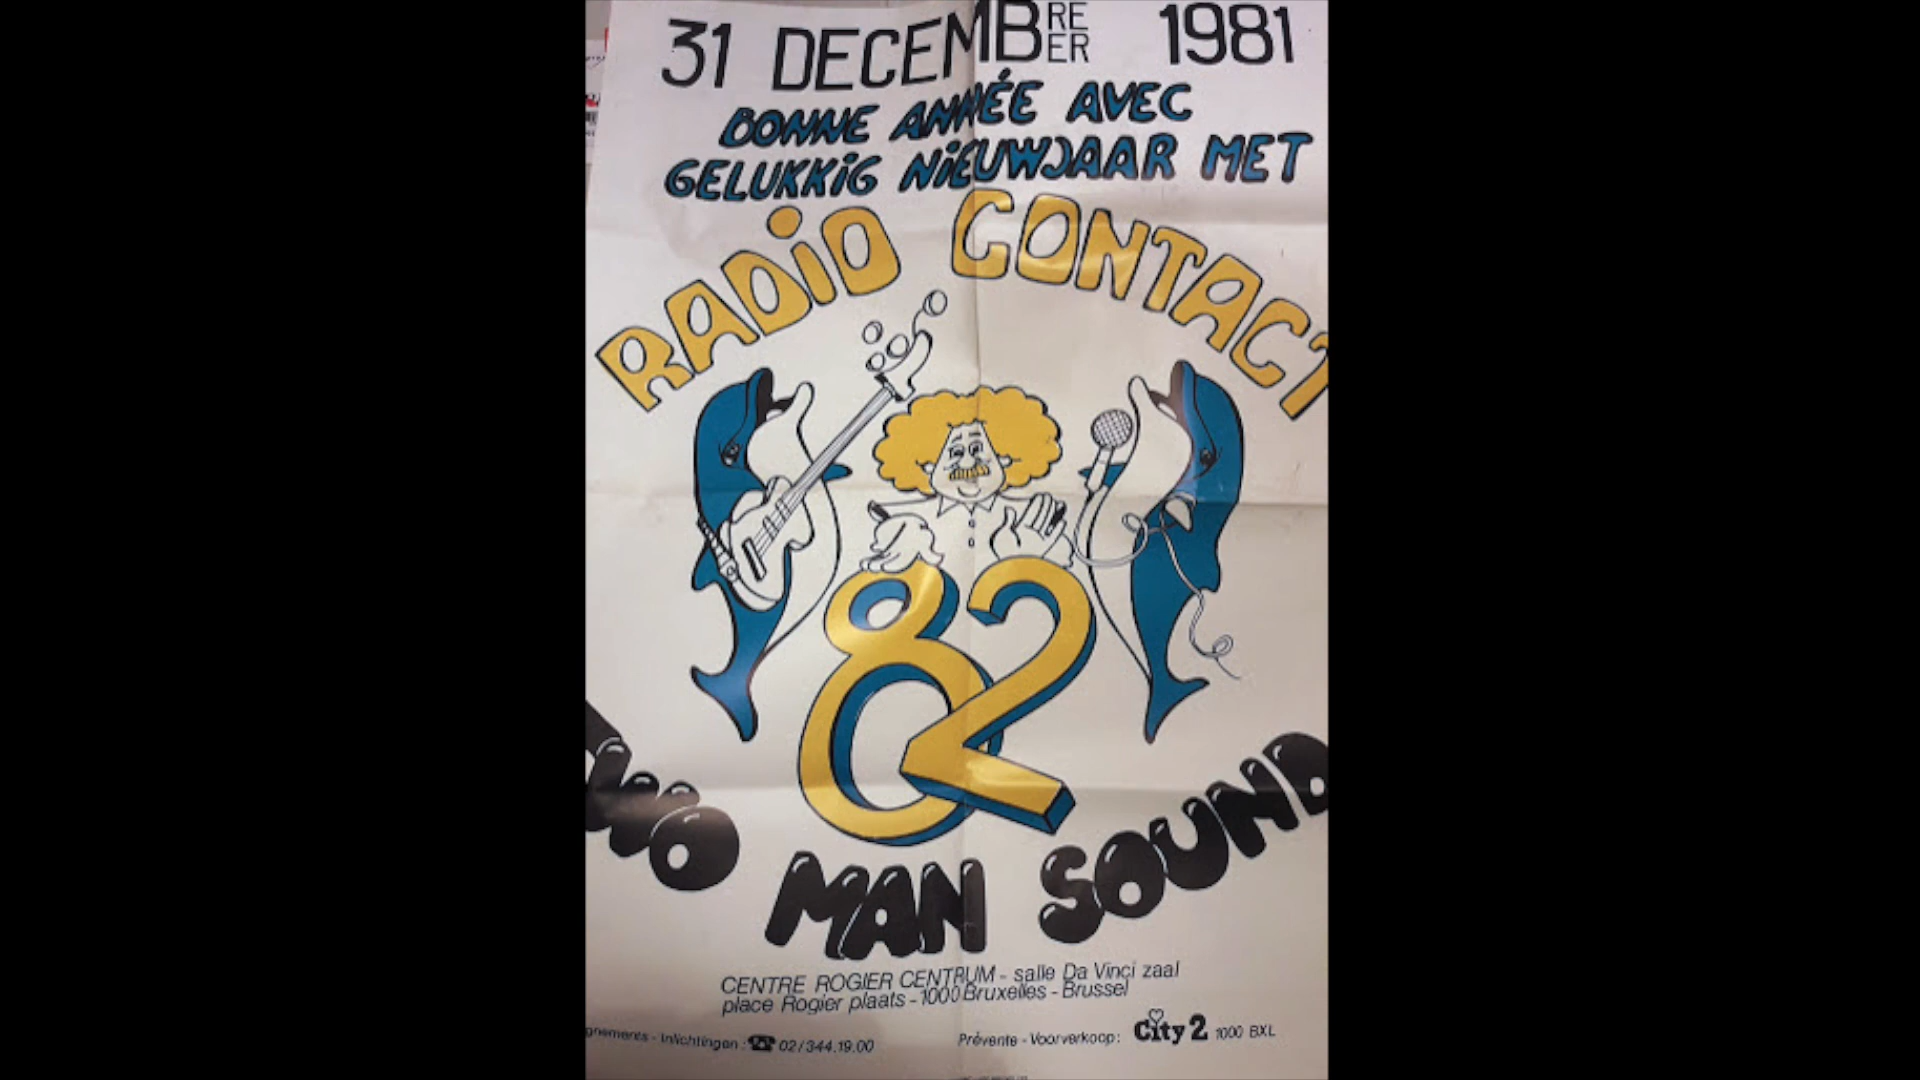 31 DECEMBRE
ER 1981
BONNE ANNÉE AVEC
GELUKKIG NIEUWJAAR MET
RADIO CONTACT
82
TWO MAN SOUND
CENTRE ROGIER CENTRUM - salle Da Vinci zaal
place Rogier plaats - 1000 Bruxelles - Brussel
gnements - Inlichtingen : ☎ 02/344.19.00
Prévente - Voorverkoop : City 2 1000 BXL